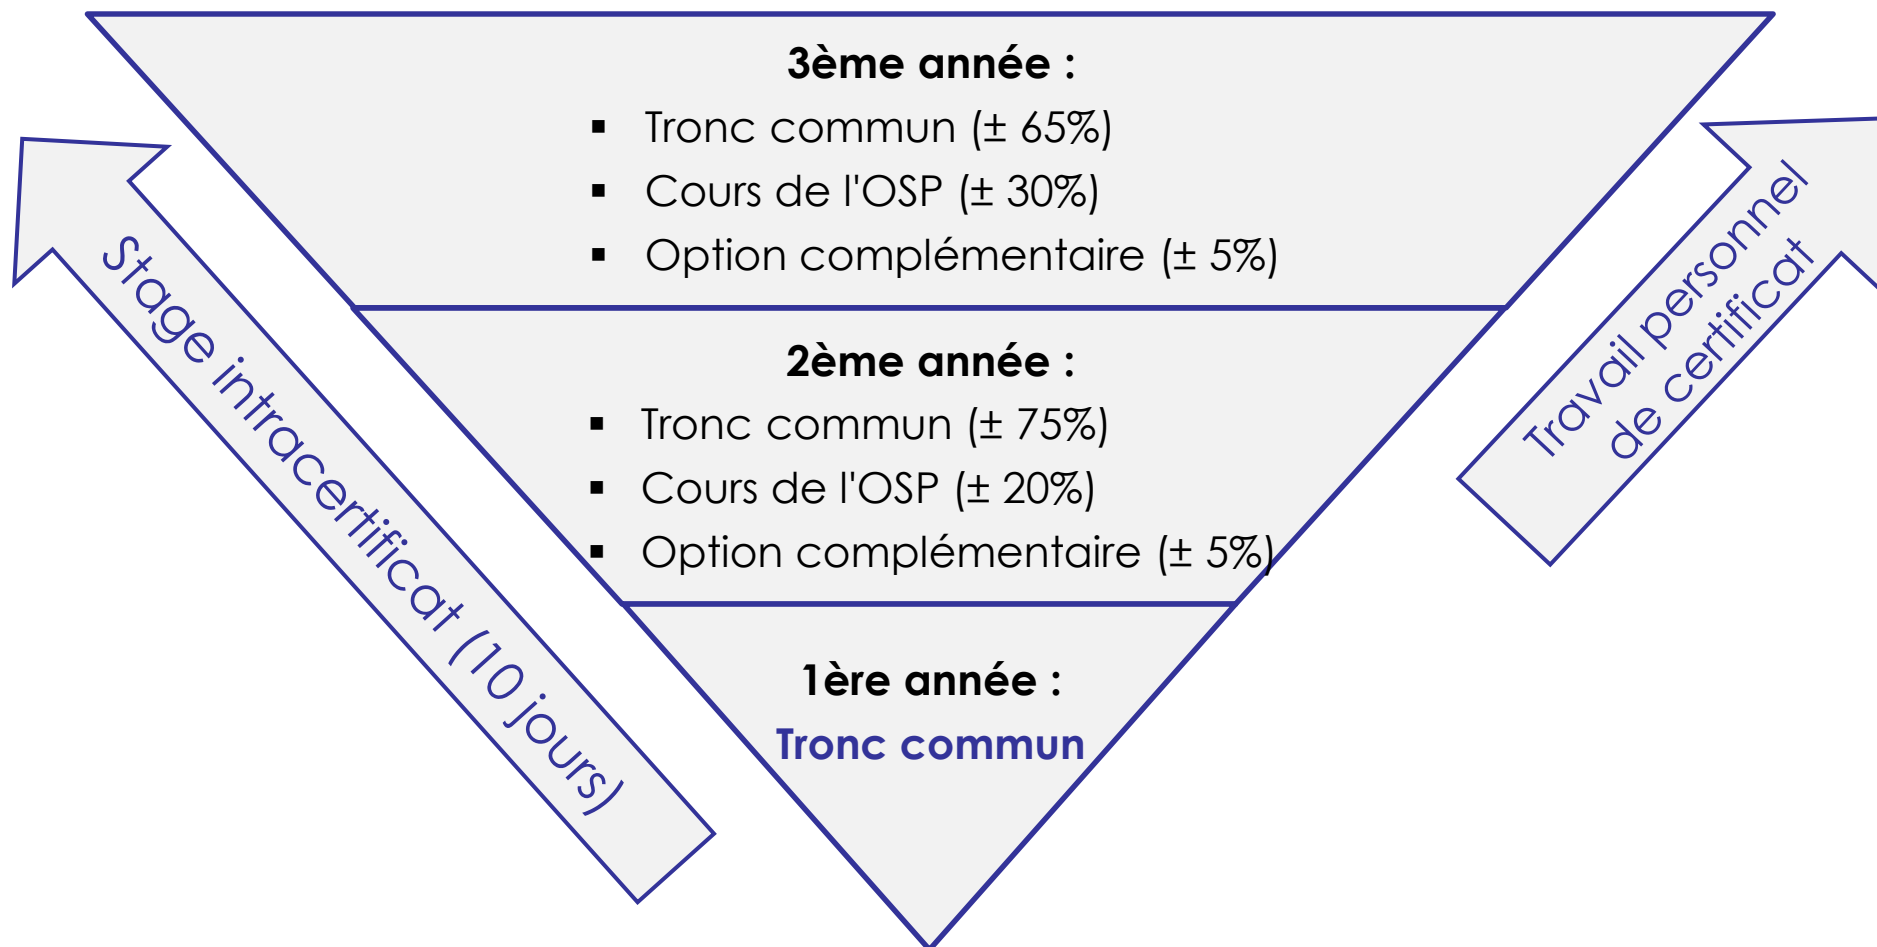 3ème année :
▪ Tronc commun (± 65%)
▪ Cours de l'OSP (± 30%)
▪ Option complémentaire (± 5%)
2ème année :
▪ Tronc commun (± 75%)
▪ Cours de l'OSP (± 20%)
▪ Option complémentaire (± 5%)
1ère année :
Tronc commun
Stage intracertificat (10 jours)
Travail personnel
de certificat